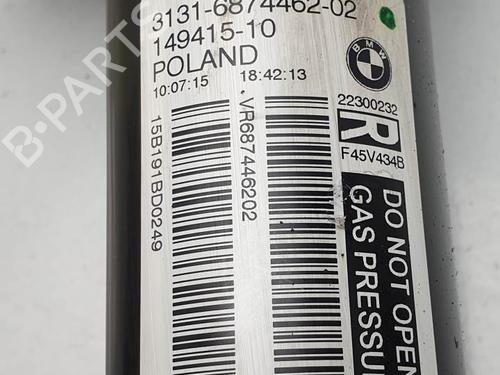 3131-6874462-02
149415-10
POLAND
10:07:15 18:42:13
BMW
22300232
R
F45V434B
15B191BD0249
VR687446202
DO NOT OPEN
GAS PRESSU
B-PARTS